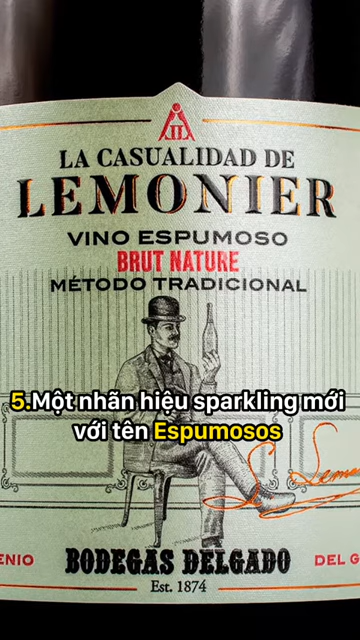 LA CASUALIDAD DE
LEMONIER
VINO ESPUMOSO
BRUT NATURE
MÉTODO TRADICIONAL
5.Một nhãn hiệu sparkling mới
với tên Espumosos
ENIO
BODEGAS DELGADO
DEL G
Est. 1874